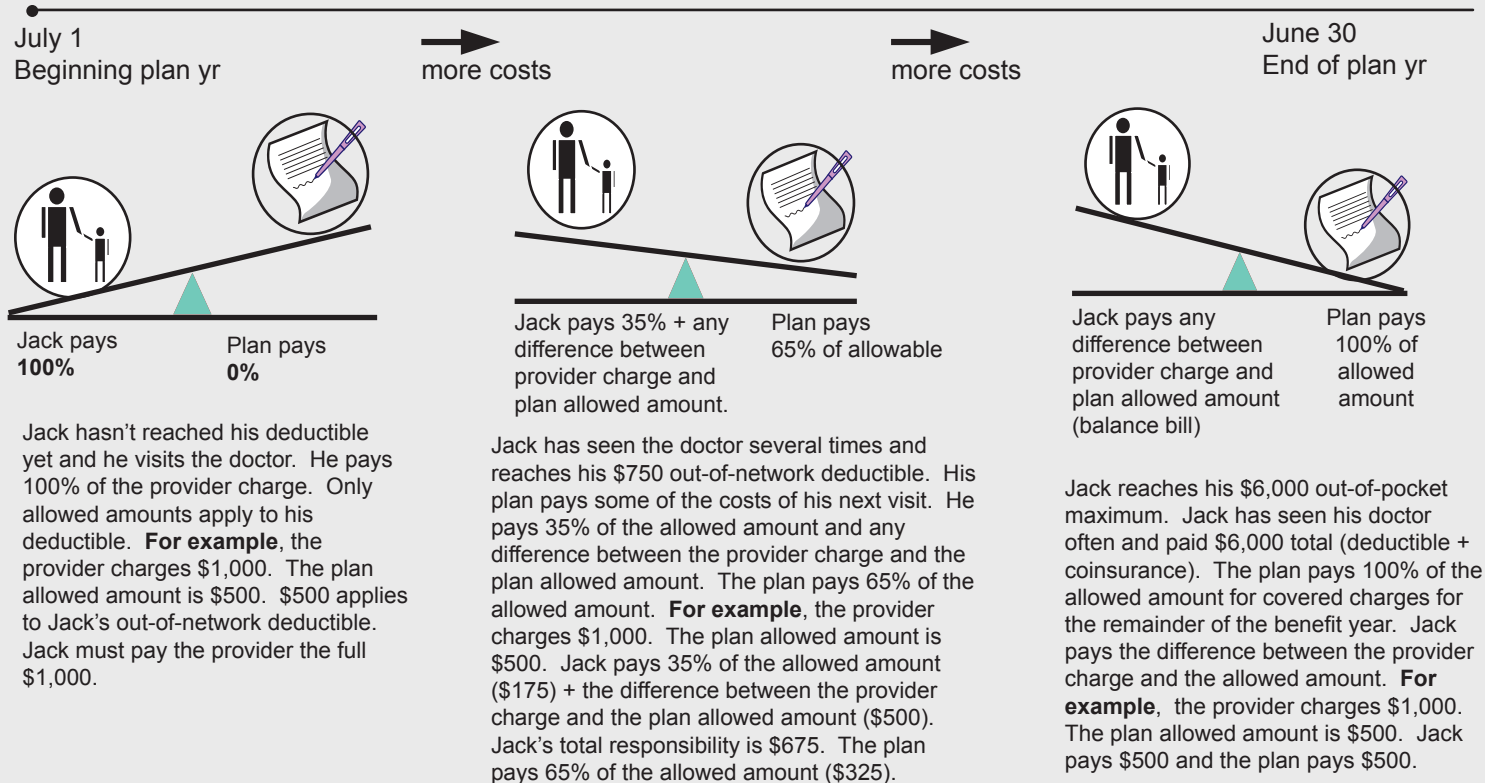 July 1
Beginning plan yr
more costs
more costs
June 30
End of plan yr
Jack pays
100%
Plan pays
0%
Jack hasn't reached his deductible
yet and he visits the doctor. He pays
100% of the provider charge. Only
allowed amounts apply to his
deductible. For example, the
provider charges $1,000. The plan
allowed amount is $500. $500 applies
to Jack's out-of-network deductible.
Jack must pay the provider the full
$1,000.
Jack pays 35% + any
difference between
provider charge and
plan allowed amount.
Plan pays
65% of allowable
Jack has seen the doctor several times and
reaches his $750 out-of-network deductible. His
plan pays some of the costs of his next visit. He
pays 35% of the allowed amount and any
difference between the provider charge and the
plan allowed amount. The plan pays 65% of the
allowed amount. For example, the provider
charges $1,000. The plan allowed amount is
$500. Jack pays 35% of the allowed amount
($175) + the difference between the provider
charge and the plan allowed amount ($500).
Jack's total responsibility is $675. The plan
pays 65% of the allowed amount ($325).
Jack pays any
difference between
provider charge and
plan allowed amount
(balance bill)
Plan pays
100% of
allowed
amount
Jack reaches his $6,000 out-of-pocket
maximum. Jack has seen his doctor
often and paid $6,000 total (deductible +
coinsurance). The plan pays 100% of the
allowed amount for covered charges for
the remainder of the benefit year. Jack
pays the difference between the provider
charge and the allowed amount. For
example, the provider charges $1,000.
The plan allowed amount is $500. Jack
pays $500 and the plan pays $500.